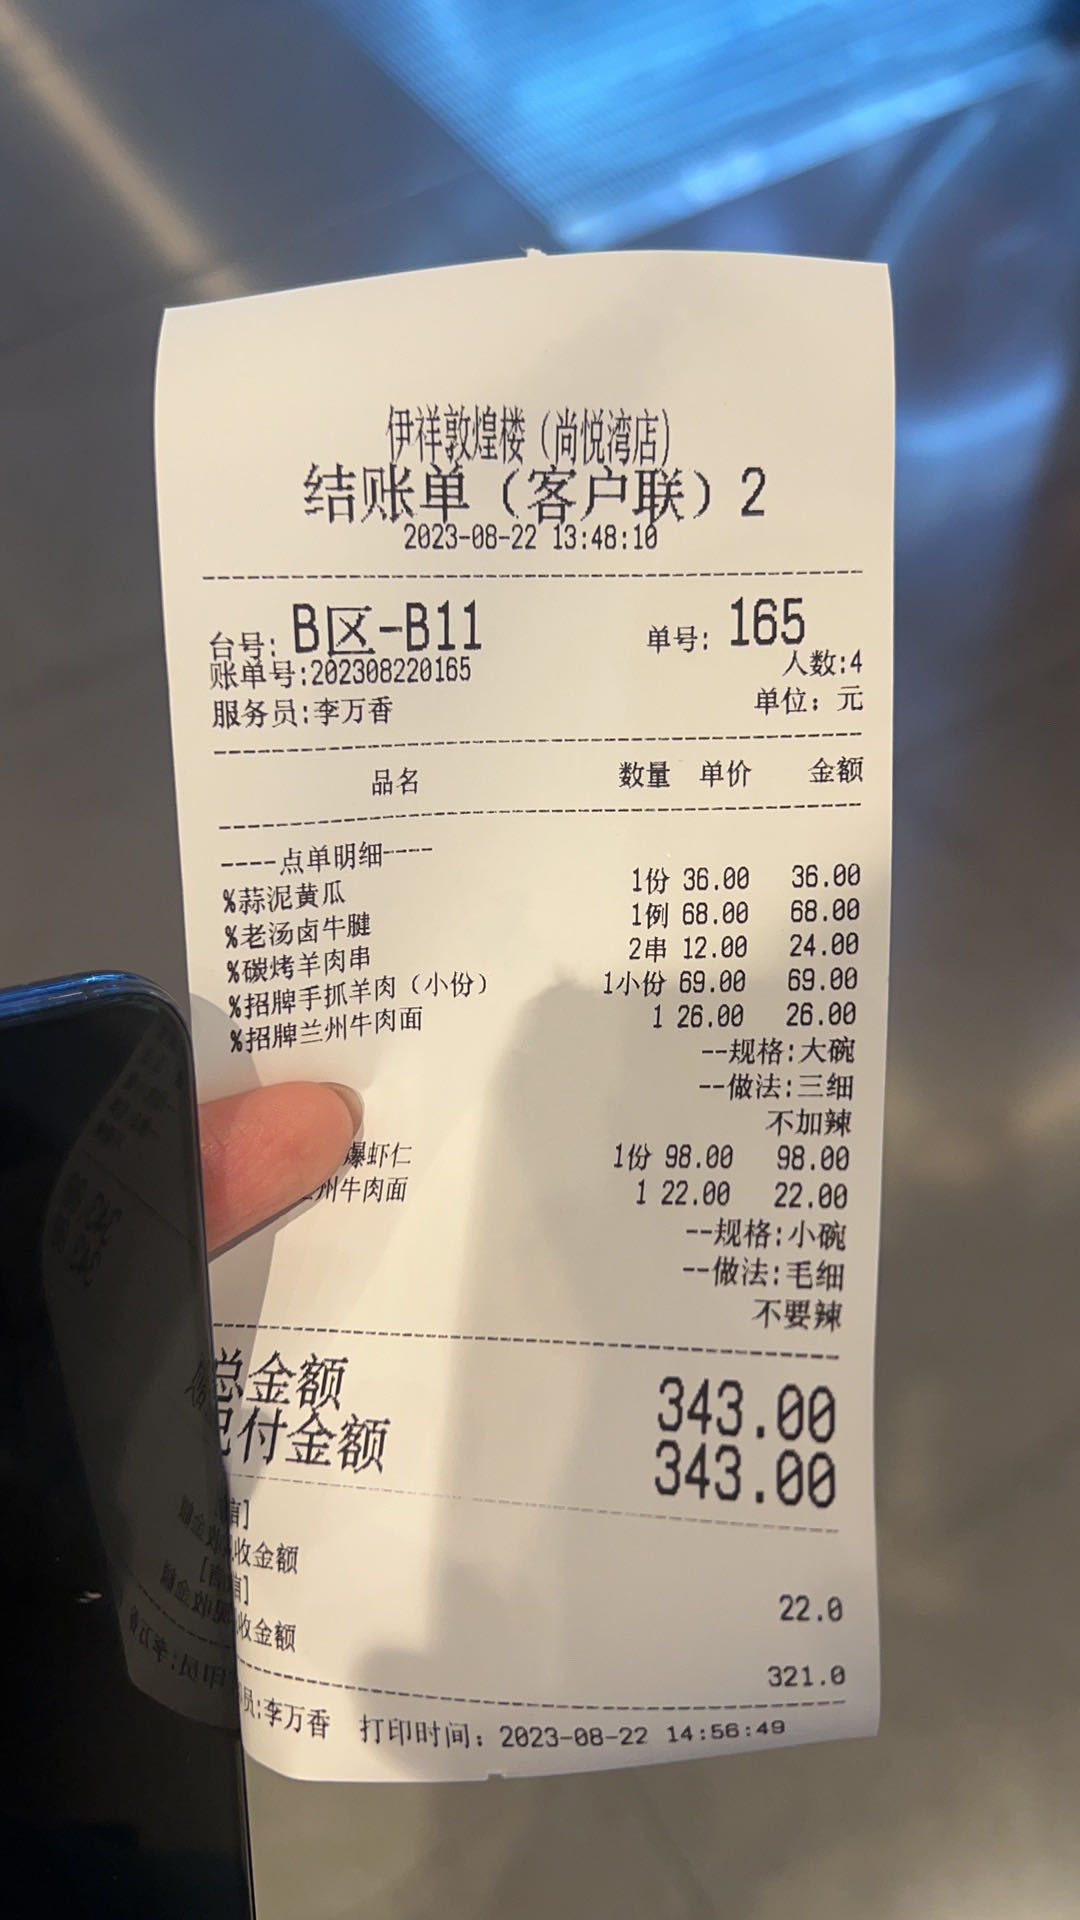 伊祥敦煌楼（尚悦湾店）
结账单（客户联）2
2023-08-22 13:48:10
台号: B区-B11 单号: 165
账单号:202308220165 人数:4
服务员:李万香 单位：元
品名 数量 单价 金额
----点单明细----
%蒜泥黄瓜 1份 36.00 36.00
%老汤卤牛腱 1例 68.00 68.00
%碳烤羊肉串 2串 12.00 24.00
%招牌手抓羊肉（小份） 1小份 69.00 69.00
%招牌兰州牛肉面 1 26.00 26.00
--规格:大碗
--做法:三细
不加辣
爆虾仁 1份 98.00 98.00
州牛肉面 1 22.00 22.00
--规格:小碗
--做法:毛细
不要辣
总金额 343.00
付金额 343.00
]
收金额
]
22.0
收金额
321.0
员:李万香 打印时间：2023-08-22 14:56:49